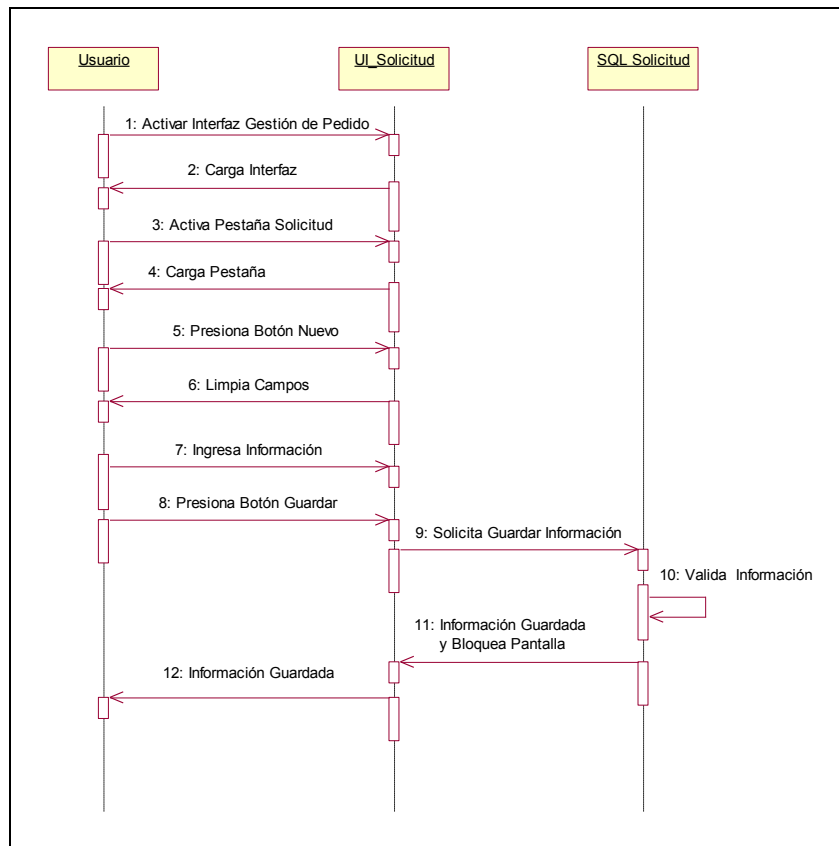 Usuario
UI_Solicitud
SQL Solicitud
1: Activar Interfaz Gestión de Pedido
2: Carga Interfaz
3: Activa Pestaña Solicitud
4: Carga Pestaña
5: Presiona Botón Nuevo
6: Limpia Campos
7: Ingresa Información
8: Presiona Botón Guardar
9: Solicita Guardar Información
10: Valida Información
11: Información Guardada
y Bloquea Pantalla
12: Información Guardada